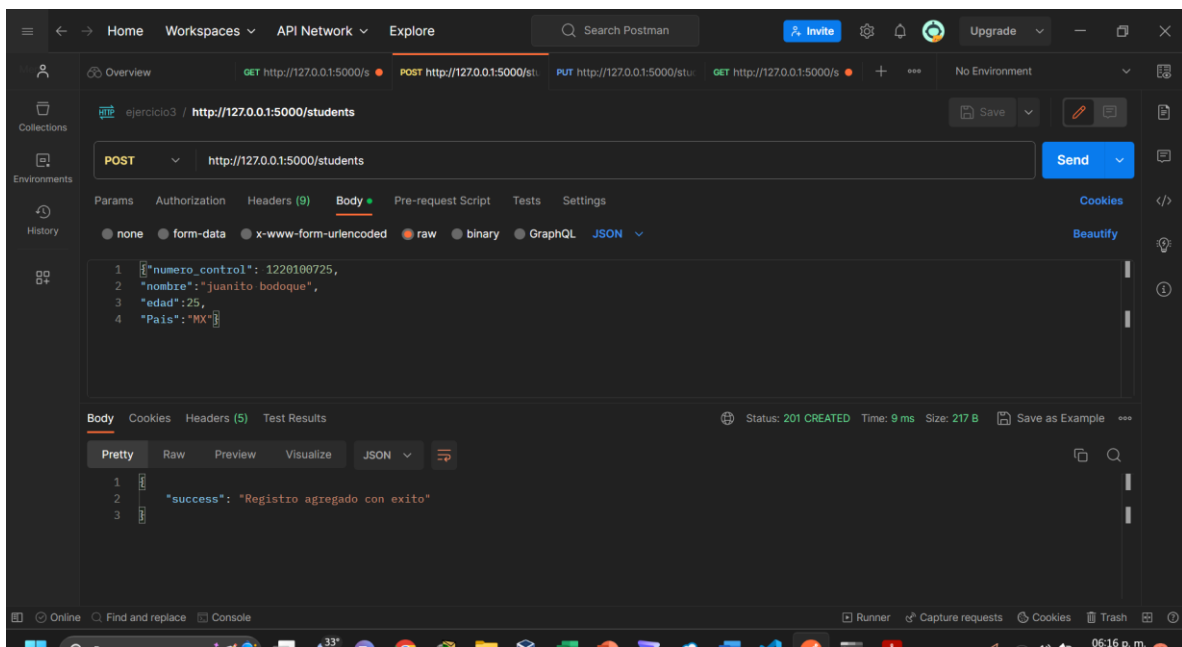 Home Workspaces API Network Explore Search Postman Invite Upgrade
Overview GET http://127.0.0.1:5000/s POST http://127.0.0.1:5000/stu PUT http://127.0.0.1:5000/stu GET http://127.0.0.1:5000/s No Environment
HTTP ejercicio3 / http://127.0.0.1:5000/students Save
Collections
POST http://127.0.0.1:5000/students Send
Environments
Params Authorization Headers (9) Body Pre-request Script Tests Settings Cookies
History
none form-data x-www-form-urlencoded raw binary GraphQL JSON Beautify
1 {"numero_control": 1220100725,
2 "nombre":"juanito bodoque",
3 "edad":25,
4 "Pais":"MX"}
Body Cookies Headers (5) Test Results Status: 201 CREATED Time: 9 ms Size: 217 B Save as Example
Pretty Raw Preview Visualize JSON
1 {
2 "success": "Registro agregado con exito"
3 }
Online Find and replace Console Runner Capture requests Cookies Trash
33° 06:16 p. m.